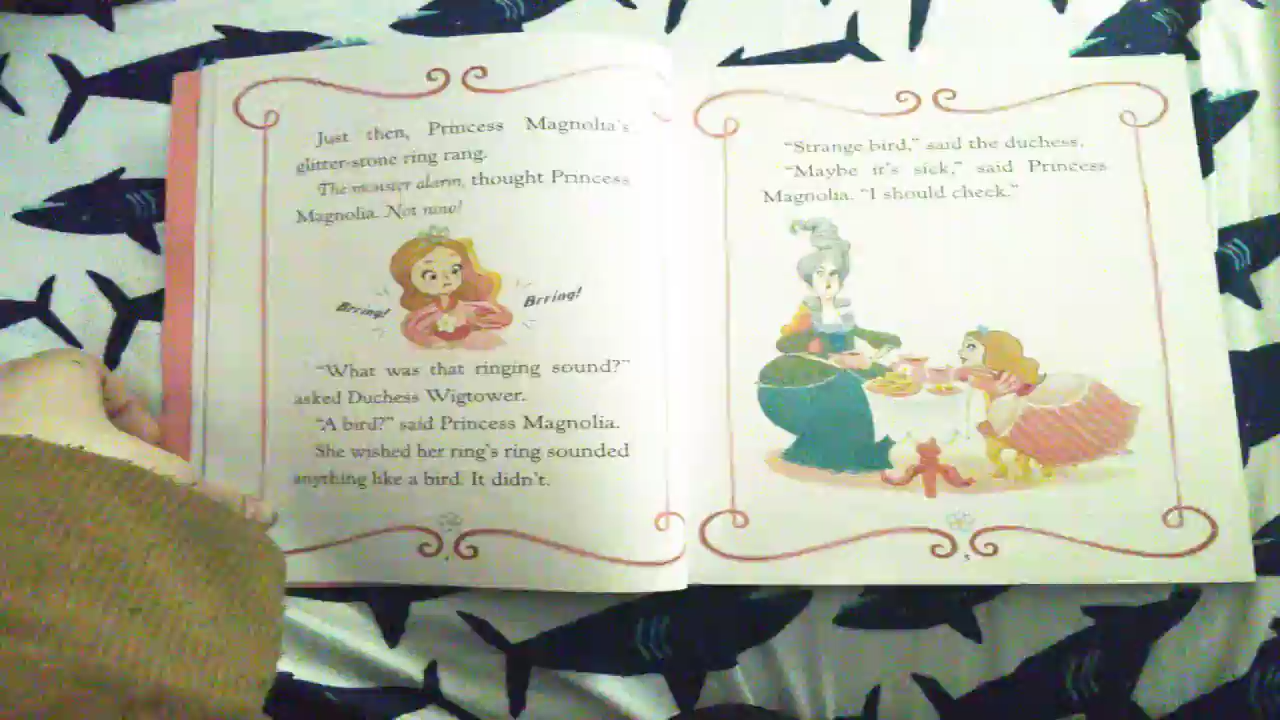 Just then, Princess Magnolia's
glitter-stone ring rang.
The monster alarm, thought Princess
Magnolia. Not now!
Brring!
Brring!
“What was that ringing sound?”
asked Duchess Wigtower.
“A bird?” said Princess Magnolia.
She wished her ring's ring sounded
anything like a bird. It didn't.
“Strange bird,” said the duchess.
“Maybe it's sick,” said Princess
Magnolia. “I should check.”